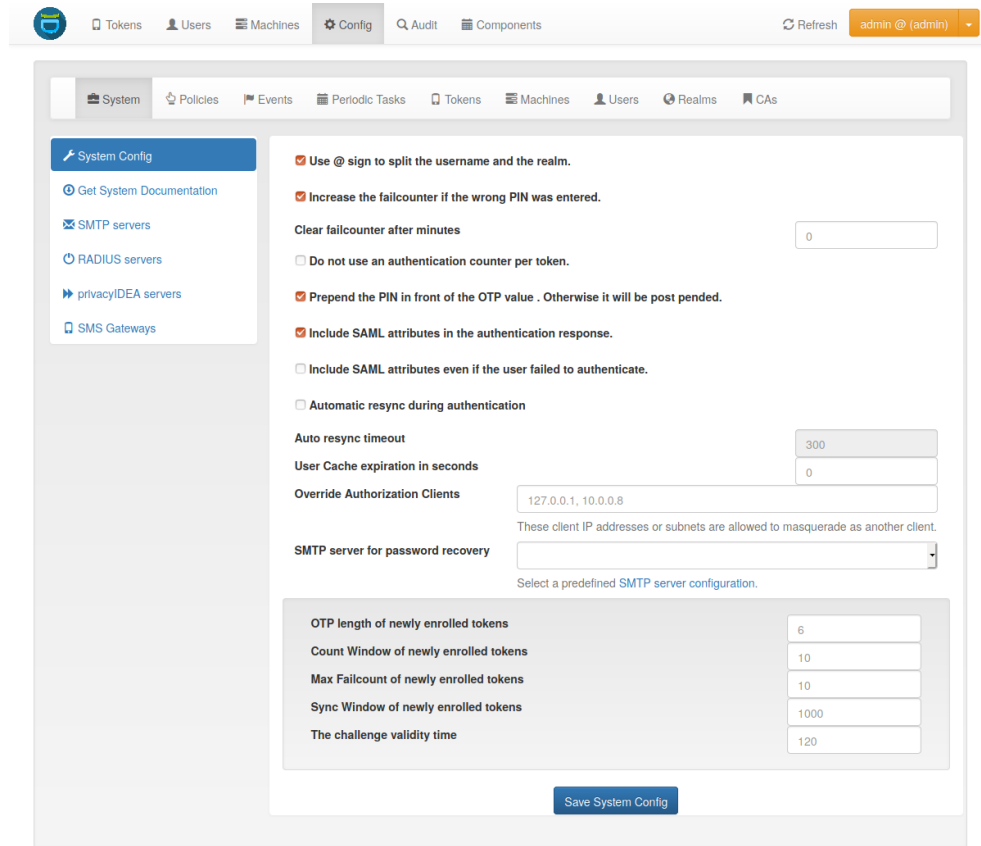 Tokens Users Machines Config Audit Components Refresh admin @ (admin)
System Policies Events Periodic Tasks Tokens Machines Users Realms CAs
System Config
Get System Documentation
SMTP servers
RADIUS servers
privacyIDEA servers
SMS Gateways
Use @ sign to split the username and the realm.
Increase the failcounter if the wrong PIN was entered.
Clear failcounter after minutes 0
Do not use an authentication counter per token.
Prepend the PIN in front of the OTP value . Otherwise it will be post pended.
Include SAML attributes in the authentication response.
Include SAML attributes even if the user failed to authenticate.
Automatic resync during authentication
Auto resync timeout 300
User Cache expiration in seconds 0
Override Authorization Clients 127.0.0.1, 10.0.0.8
These client IP addresses or subnets are allowed to masquerade as another client.
SMTP server for password recovery
Select a predefined SMTP server configuration.
OTP length of newly enrolled tokens 6
Count Window of newly enrolled tokens 10
Max Failcount of newly enrolled tokens 10
Sync Window of newly enrolled tokens 1000
The challenge validity time 120
Save System Config